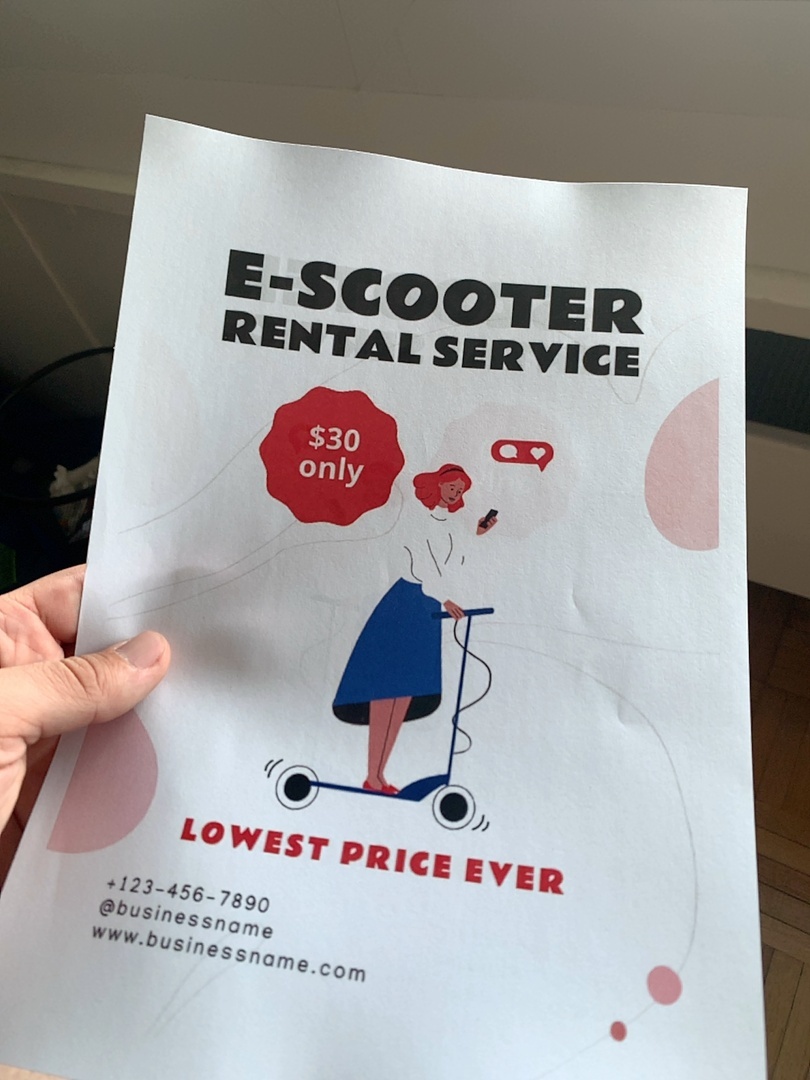 E-SCOOTER
RENTAL SERVICE
$30
only
LOWEST PRICE EVER
+123-456-7890
@businessname
www.businessname.com